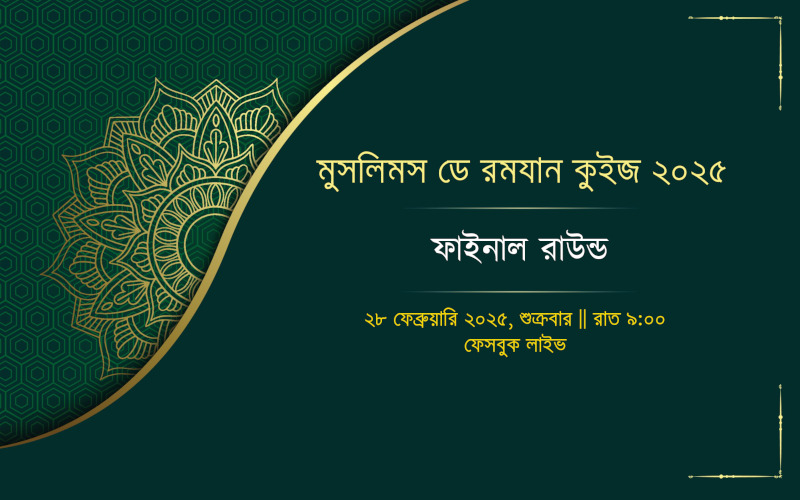 মুসলিমস ডে রমযান কুইজ ২০২৫
ফাইনাল রাউন্ড
২৮ ফেব্রুয়ারি ২০২৫, শুক্রবার || রাত ৯:০০
ফেসবুক লাইভ